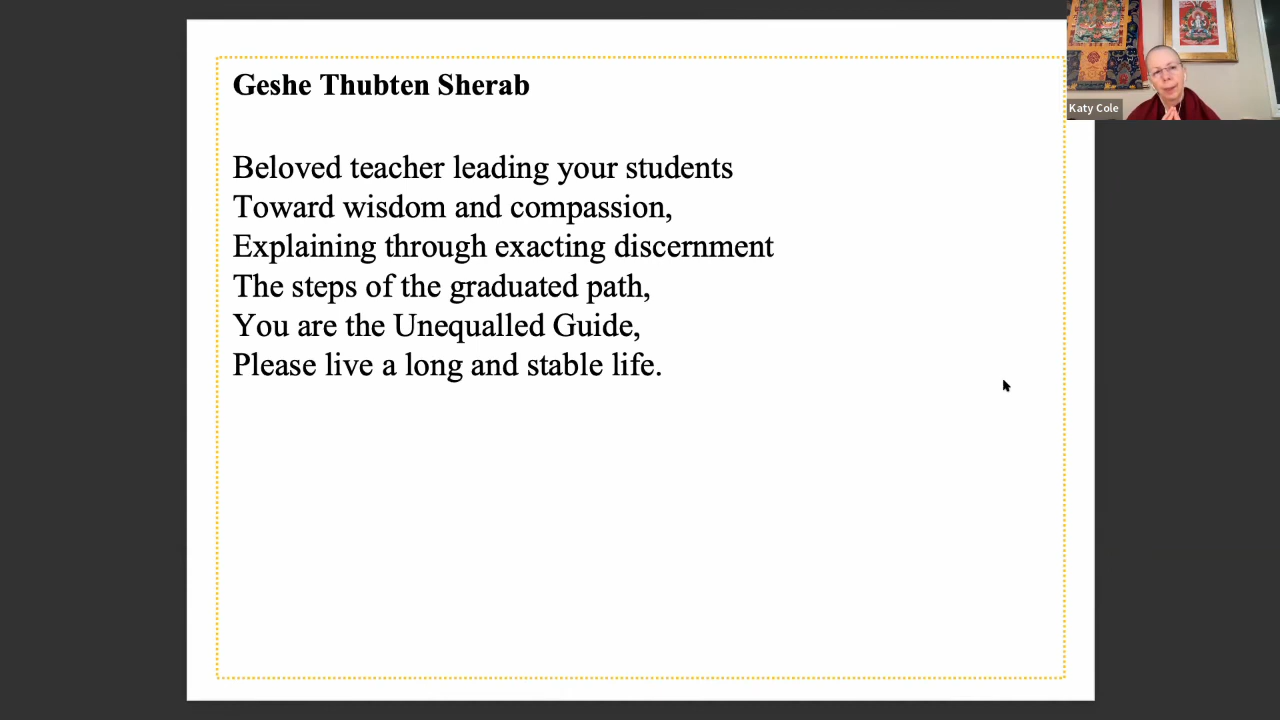 Geshe Thubten Sherab
Beloved teacher leading your students
Toward wisdom and compassion,
Explaining through exacting discernment
The steps of the graduated path,
You are the Unequalled Guide,
Please live a long and stable life.
Katy Cole